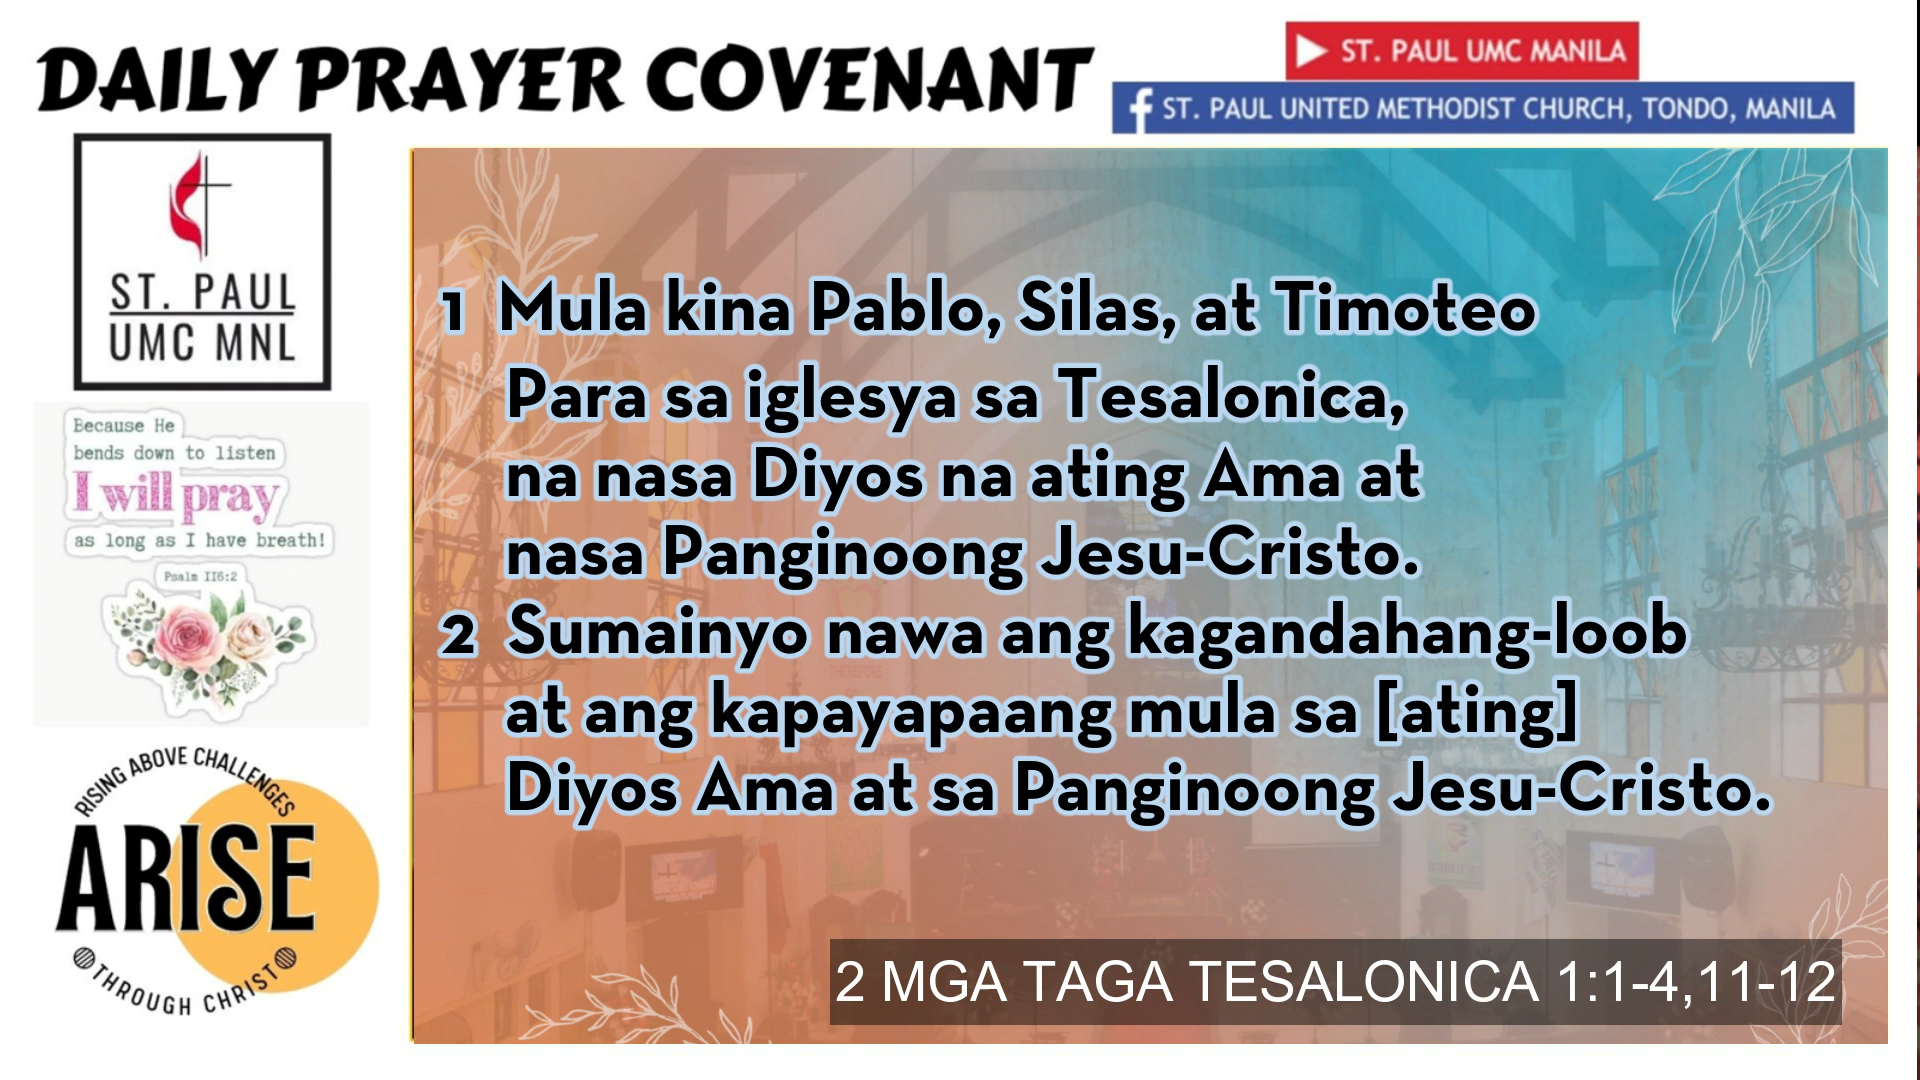 DAILY PRAYER COVENANT
ST. PAUL UMC MANILA
f ST. PAUL UNITED METHODIST CHURCH, TONDO, MANILA
ST. PAUL
UMC MNL
Because He
bends down to listen
I will pray
as long as I have breath!
Psalm II6:2
RISING ABOVE CHALLENGES
ARISE
THROUGH CHRIST
1 Mula kina Pablo, Silas, at Timoteo
Para sa iglesya sa Tesalonica,
na nasa Diyos na ating Ama at
nasa Panginoong Jesu-Cristo.
2 Sumainyo nawa ang kagandahang-loob
at ang kapayapaang mula sa [ating]
Diyos Ama at sa Panginoong Jesu-Cristo.
THEREFORE
2 MGA TAGA TESALONICA 1:1-4,11-12